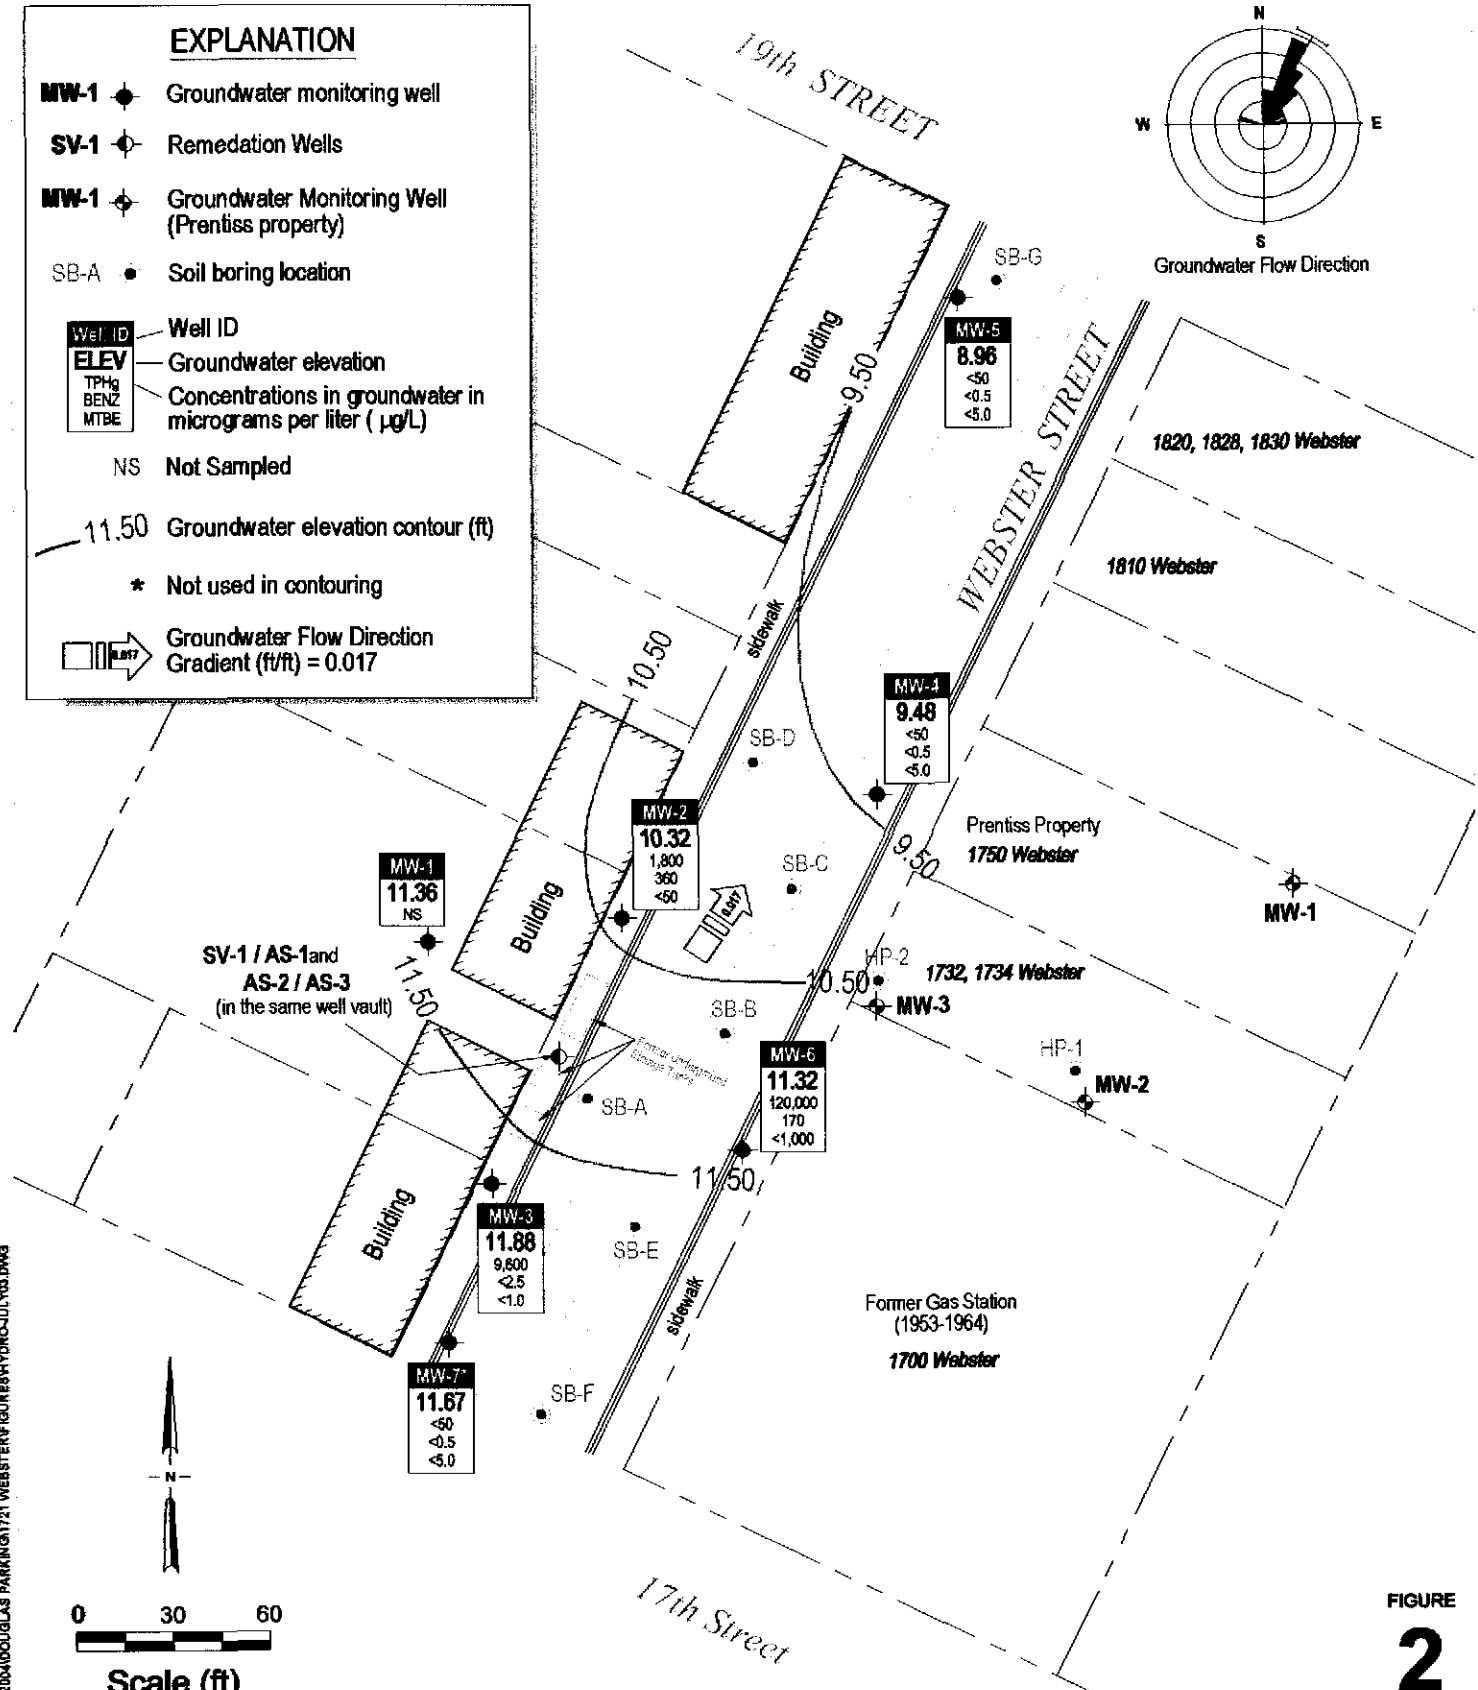 EXPLANATION
MW-1 Groundwater monitoring well
SV-1 Remedation Wells
MW-1 Groundwater Monitoring Well
(Prentiss property)
SB-A Soil boring location
Well ID Well ID
ELEV Groundwater elevation
TPHg
BENZ
MTBE
Concentrations in groundwater in
micrograms per liter ( µg/L)
NS Not Sampled
11.50 Groundwater elevation contour (ft)
* Not used in contouring
0.017
Groundwater Flow Direction
Gradient (ft/ft) = 0.017
19th STREET
N
W E
S
Groundwater Flow Direction
SB-G
MW-5
8.96
<50
<0.5
<5.0
Building
9.50
WEBSTER STREET
1820, 1828, 1830 Webster
1810 Webster
sidewalk
10.50
SB-D
MW-4
9.48
<50
<0.5
<5.0
MW-2
10.32
1,800
360
<50
Prentiss Property
1750 Webster
9.50
SB-C
0.017
MW-1
11.36
NS
Building
MW-1
SV-1 / AS-1and
AS-2 / AS-3
(in the same well vault)
11.50
HP-2
10.50
1732, 1734 Webster
MW-3
SB-B
Former Underground
Storage Tanks
MW-6
11.32
120,000
170
<1,000
HP-1
MW-2
SB-A
11.50
Building
MW-3
11.88
9,600
<2.5
<1.0
SB-E
sidewalk
Former Gas Station
(1953-1964)
1700 Webster
MW-7*
11.67
<50
<0.5
<5.0
SB-F
N
0 30 60
Scale (ft)
17th Street
FIGURE
2